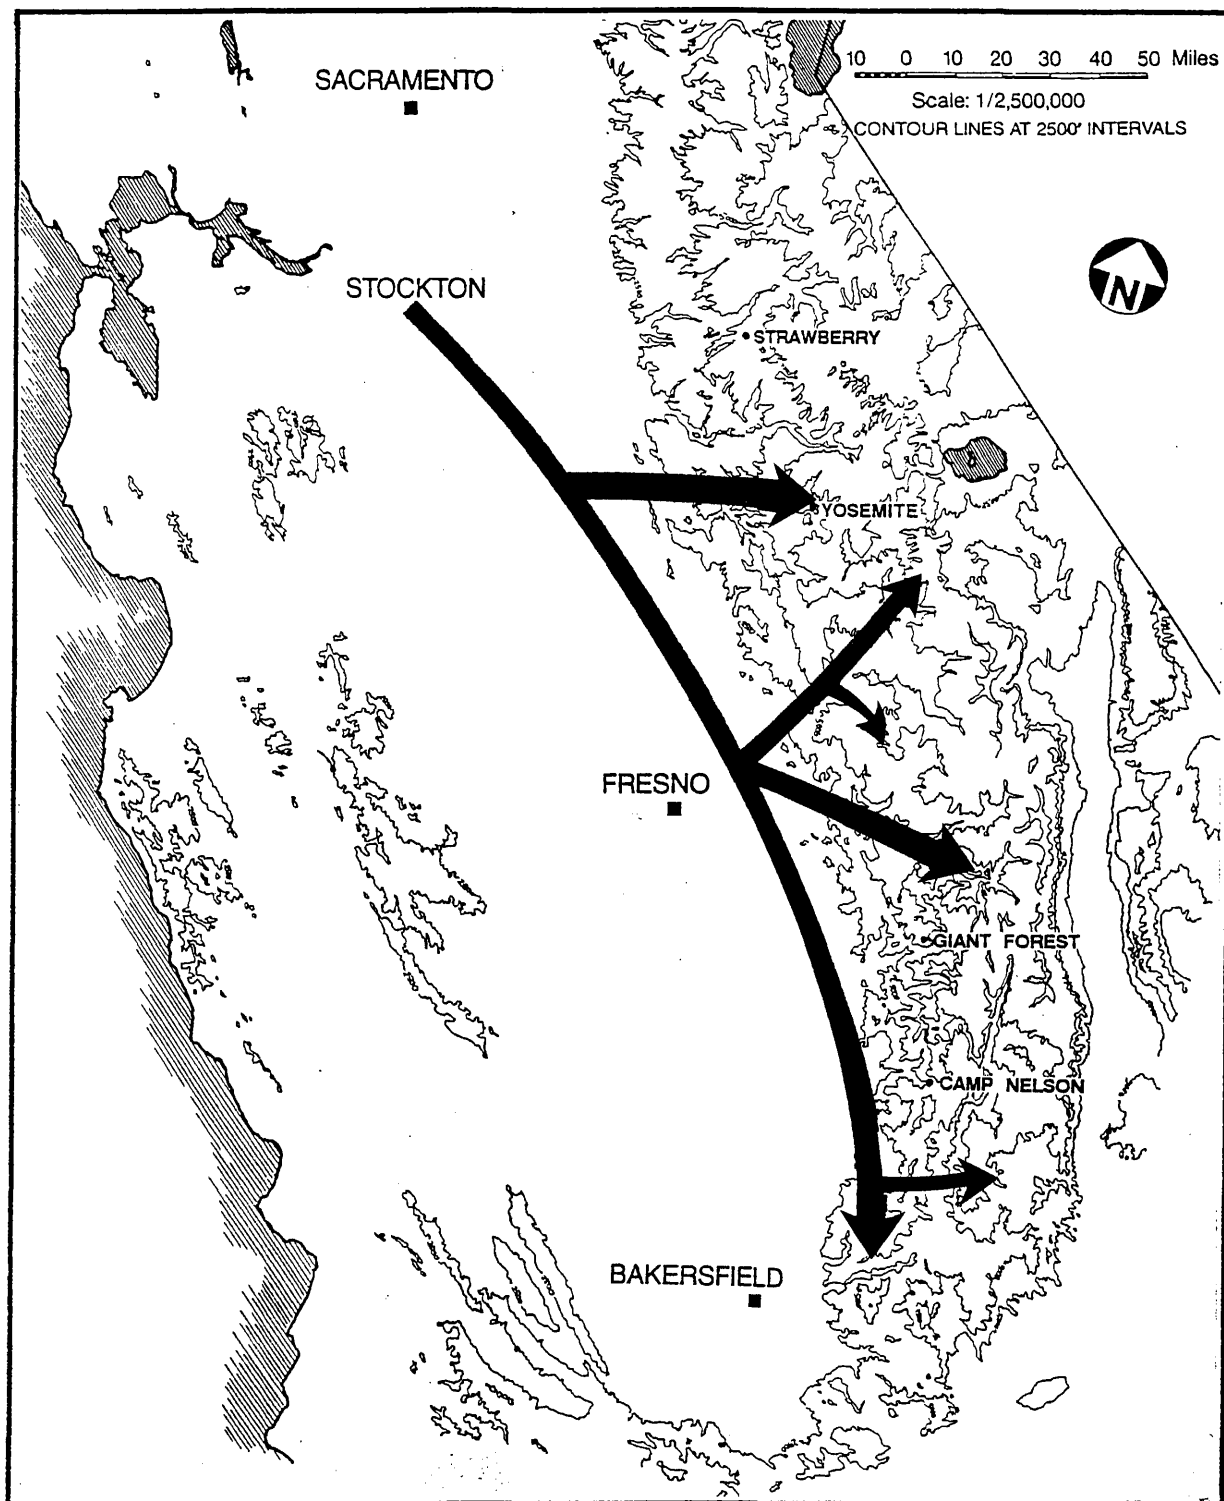 SACRAMENTO
10 0 10 20 30 40 50 Miles
Scale: 1/2,500,000
CONTOUR LINES AT 2500' INTERVALS
N
STOCKTON
STRAWBERRY
YOSEMITE
FRESNO
GIANT FOREST
CAMP NELSON
BAKERSFIELD